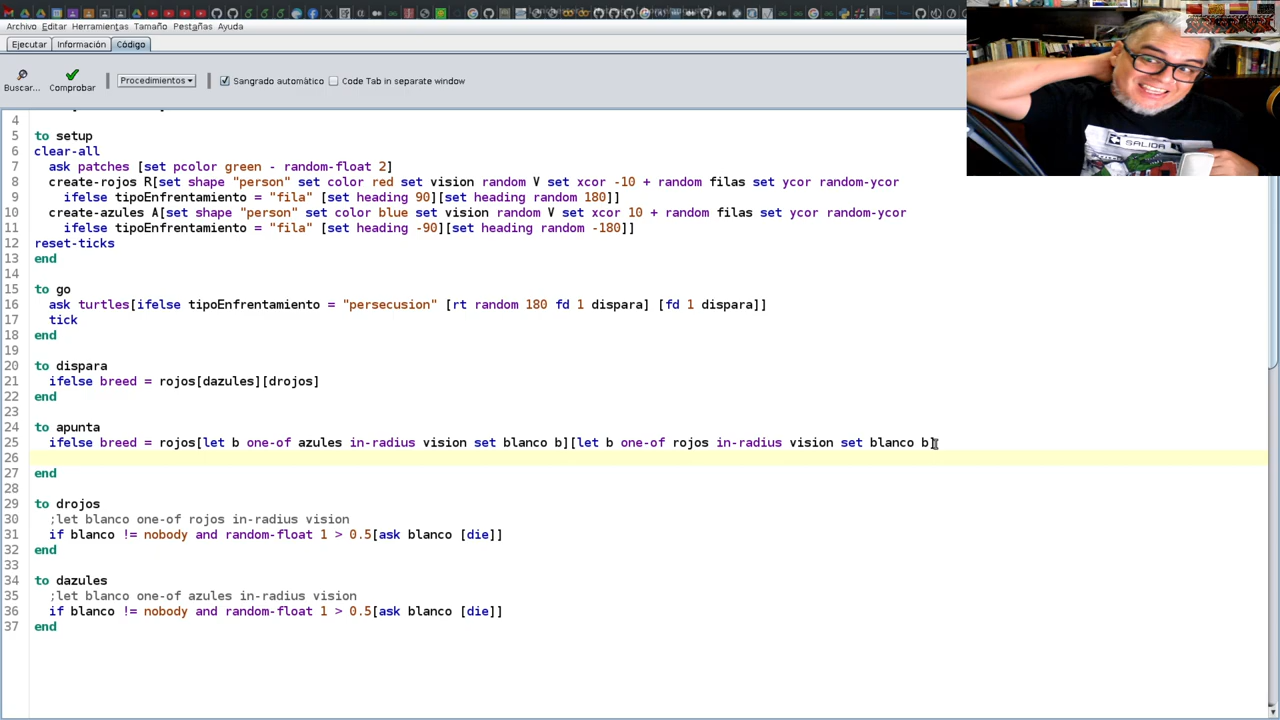 Archivo Editar Herramientas Tamaño Pestañas Ayuda
Ejecutar Información Código
Buscar... Comprobar Procedimientos Sangrado automático Code Tab in separate window
SALIDA
4
5 to setup
6 clear-all
7 ask patches [set pcolor green - random-float 2]
8 create-rojos R[set shape "person" set color red set vision random V set xcor -10 + random filas set ycor random-ycor
9 ifelse tipoEnfrentamiento = "fila" [set heading 90][set heading random 180]]
10 create-azules A[set shape "person" set color blue set vision random V set xcor 10 + random filas set ycor random-ycor
11 ifelse tipoEnfrentamiento = "fila" [set heading -90][set heading random -180]]
12 reset-ticks
13 end
14
15 to go
16 ask turtles[ifelse tipoEnfrentamiento = "persecusion" [rt random 180 fd 1 dispara] [fd 1 dispara]]
17 tick
18 end
19
20 to dispara
21 ifelse breed = rojos[dazules][drojos]
22 end
23
24 to apunta
25 ifelse breed = rojos[let b one-of azules in-radius vision set blanco b][let b one-of rojos in-radius vision set blanco b]
26
27 end
28
29 to drojos
30 ;let blanco one-of rojos in-radius vision
31 if blanco != nobody and random-float 1 > 0.5[ask blanco [die]]
32 end
33
34 to dazules
35 ;let blanco one-of azules in-radius vision
36 if blanco != nobody and random-float 1 > 0.5[ask blanco [die]]
37 end